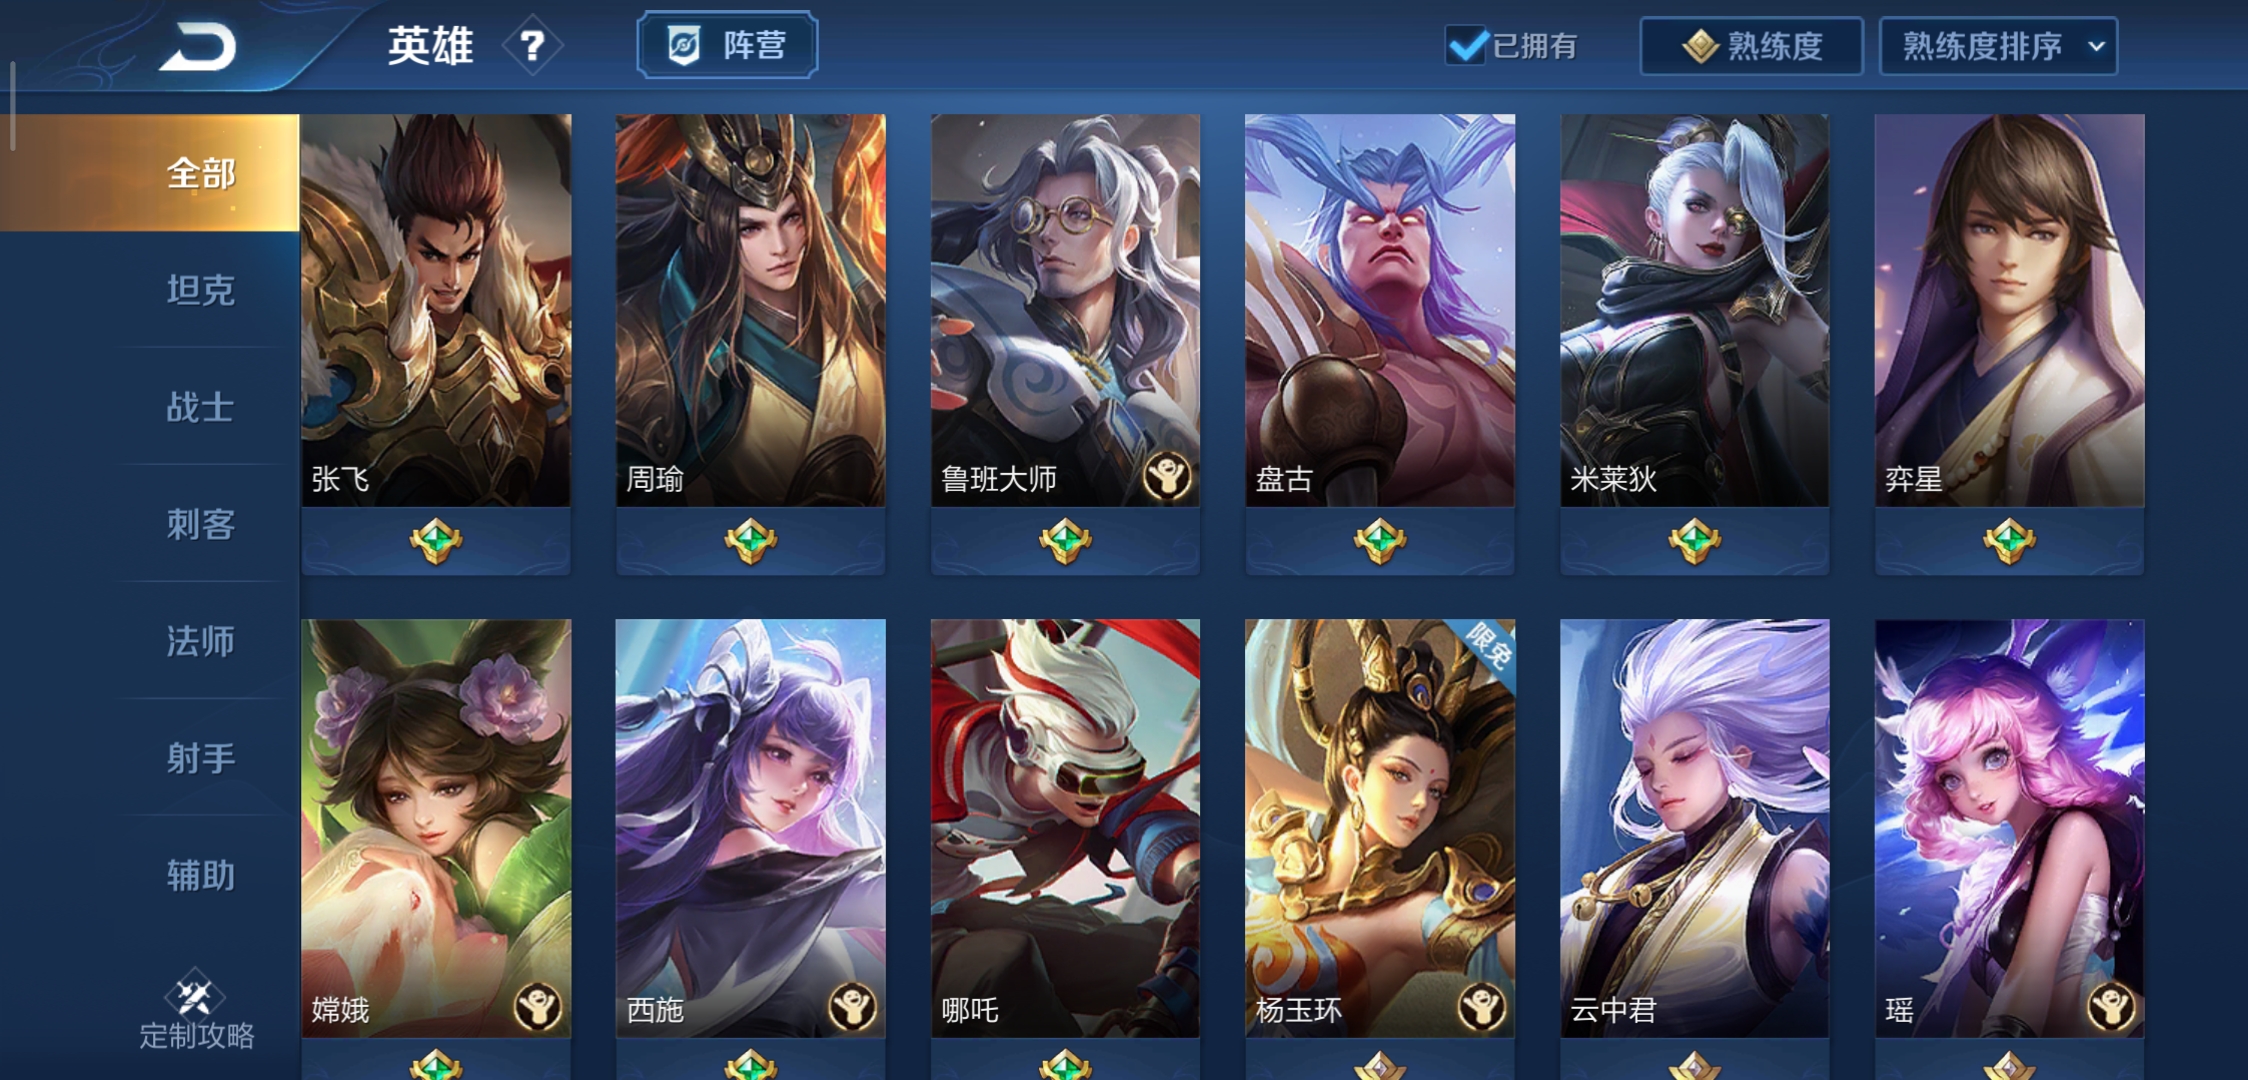 英雄
?
阵营
已拥有
熟练度
熟练度排序
全部
坦克
战士
刺客
法师
射手
辅助
定制攻略
张飞
周瑜
鲁班大师
盘古
米莱狄
弈星
限免
嫦娥
西施
哪吒
杨玉环
云中君
瑶